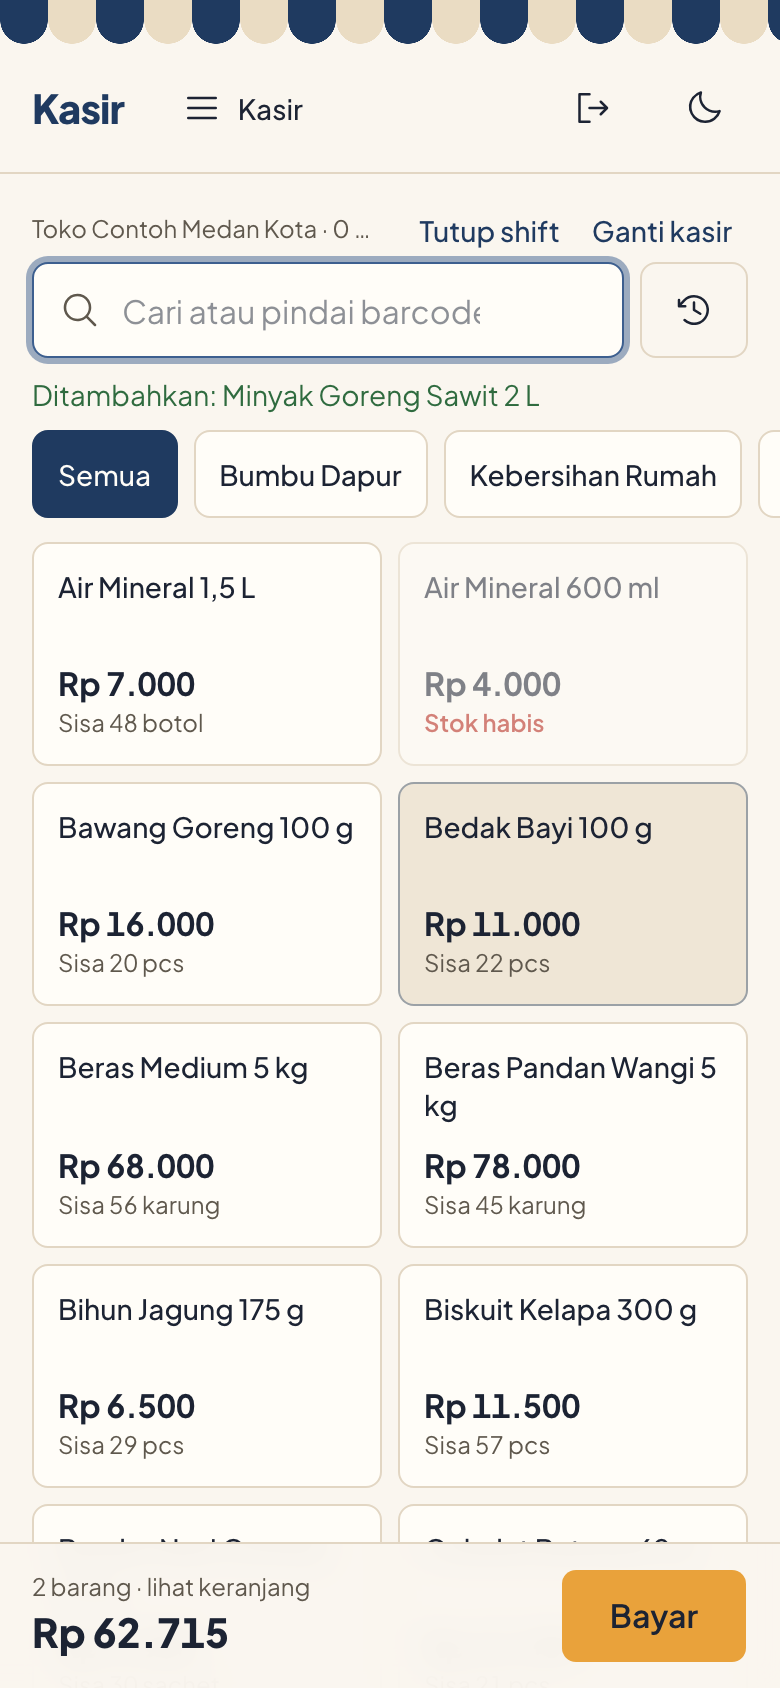 Kasir
Kasir
Toko Contoh Medan Kota · 0 ...
Tutup shift
Ganti kasir
Cari atau pindai barcode
Ditambahkan: Minyak Goreng Sawit 2 L
Semua
Bumbu Dapur
Kebersihan Rumah
Air Mineral 1,5 L
Rp 7.000
Sisa 48 botol
Air Mineral 600 ml
Rp 4.000
Stok habis
Bawang Goreng 100 g
Rp 16.000
Sisa 20 pcs
Bedak Bayi 100 g
Rp 11.000
Sisa 22 pcs
Beras Medium 5 kg
Rp 68.000
Sisa 56 karung
Beras Pandan Wangi 5
kg
Rp 78.000
Sisa 45 karung
Bihun Jagung 175 g
Rp 6.500
Sisa 29 pcs
Biskuit Kelapa 300 g
Rp 11.500
Sisa 57 pcs
2 barang · lihat keranjang
Rp 62.715
Bayar